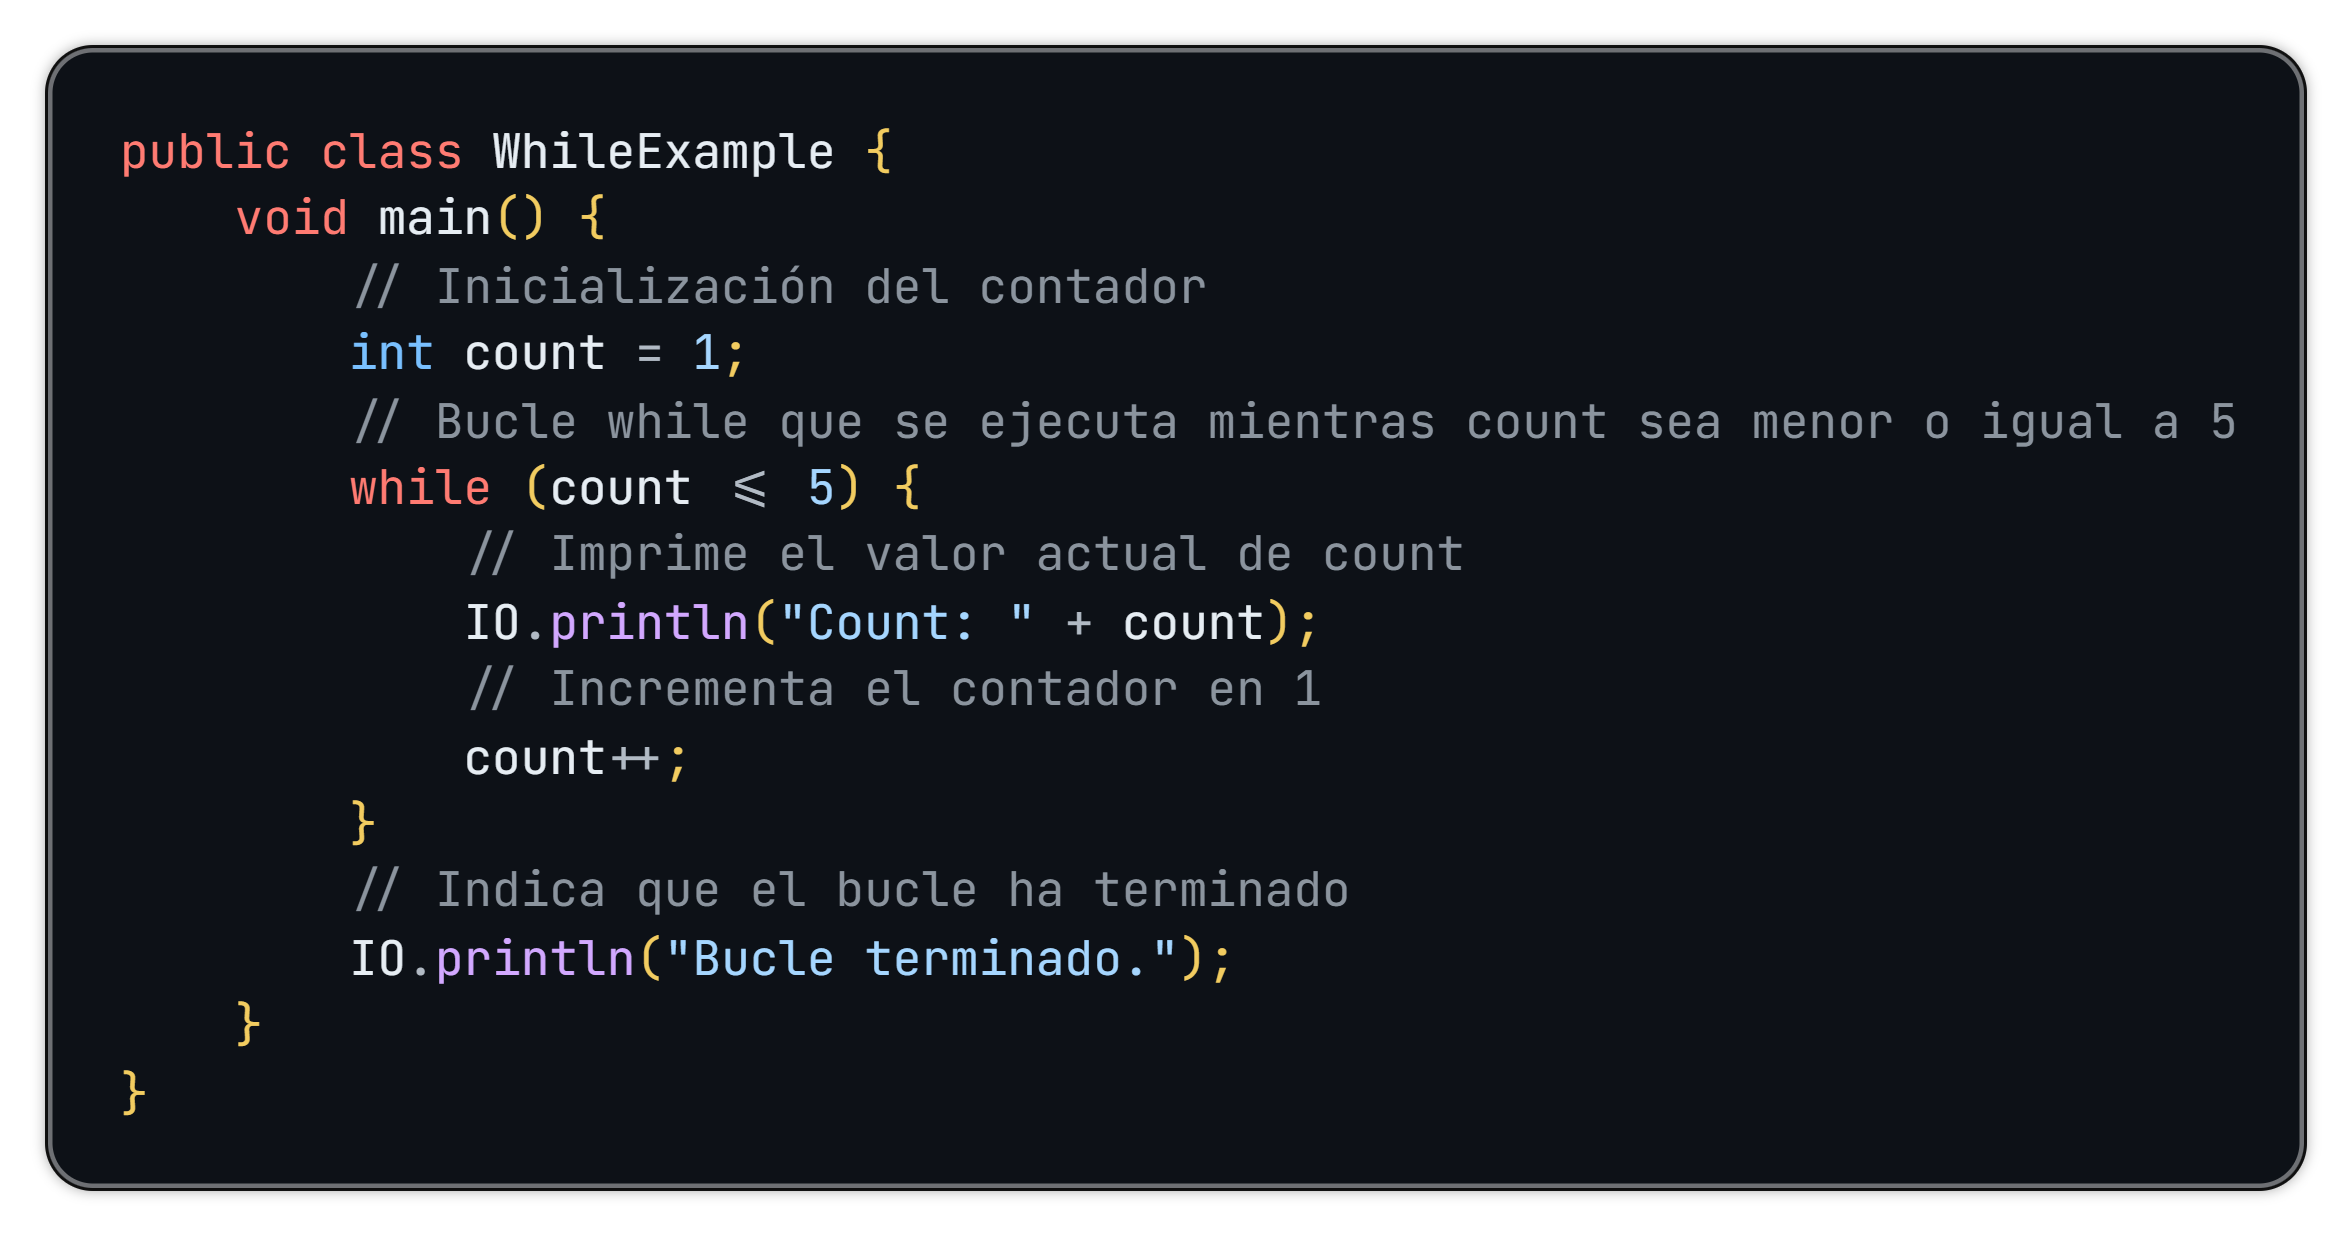 public class WhileExample {
    void main() {
        // Inicialización del contador
        int count = 1;
        // Bucle while que se ejecuta mientras count sea menor o igual a 5
        while (count <= 5) {
            // Imprime el valor actual de count
            IO.println("Count: " + count);
            // Incrementa el contador en 1
            count++;
        }
        // Indica que el bucle ha terminado
        IO.println("Bucle terminado.");
    }
}